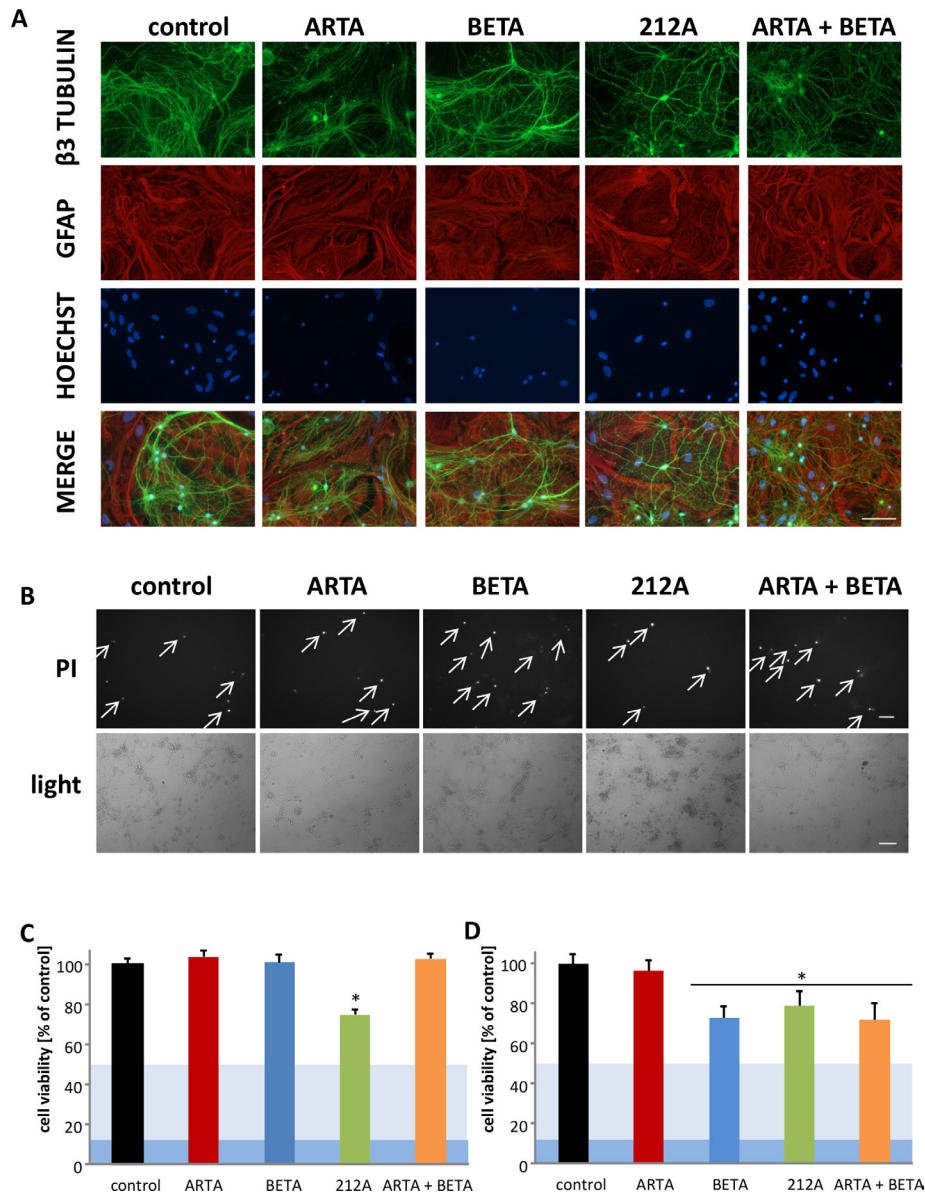 A
control ARTA BETA 212A ARTA + BETA
β3 TUBULIN
GFAP
HOECHST
MERGE
B
control ARTA BETA 212A ARTA + BETA
PI
light
C
cell viability [% of control]
100
80
60
40
20
0
*
control ARTA BETA 212A ARTA + BETA
D
cell viability [% of control]
100
80
60
40
20
0
*
control ARTA BETA 212A ARTA + BETA